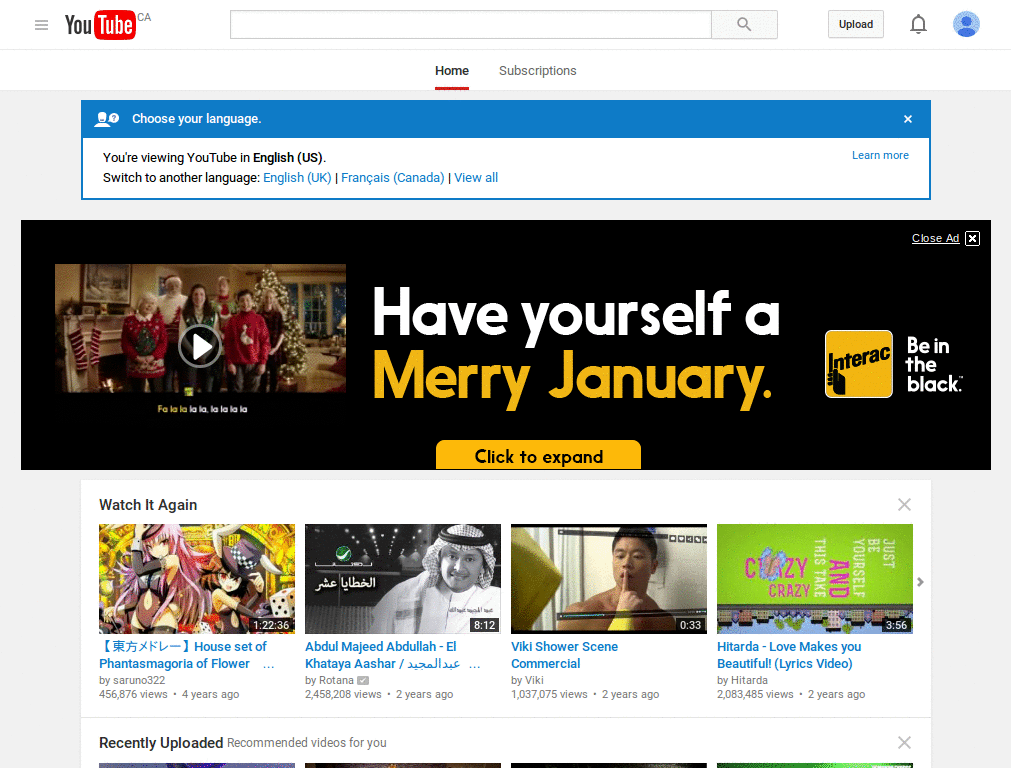 YouTube CA
Upload
Home Subscriptions
Choose your language.
You're viewing YouTube in English (US).
Learn more
Switch to another language: English (UK) | Français (Canada) | View all
Close Ad
Have yourself a
Merry January.
Interac
Be in
the
black.™
Fa la la la la, la la la la
Click to expand
Watch It Again
1:22:36
【東方メドレー】House set of
Phantasmagoria of Flower ...
by saruno322
456,876 views • 4 years ago
روتانا
الخطايا عشر
عبدالمجيد عبدالله
8:12
Abdul Majeed Abdullah - El
Khataya Aashar / عبدالمجيد ...
by Rotana
2,458,208 views • 2 years ago
0:33
Viki Shower Scene
Commercial
by Viki
1,037,075 views • 2 years ago
CRAZY
CRAZY
AND
THIS TAKE
YOURSELF
JUST
BE
3:56
Hitarda - Love Makes you
Beautiful! (Lyrics Video)
by Hitarda
2,083,485 views • 2 years ago
Recently Uploaded Recommended videos for you